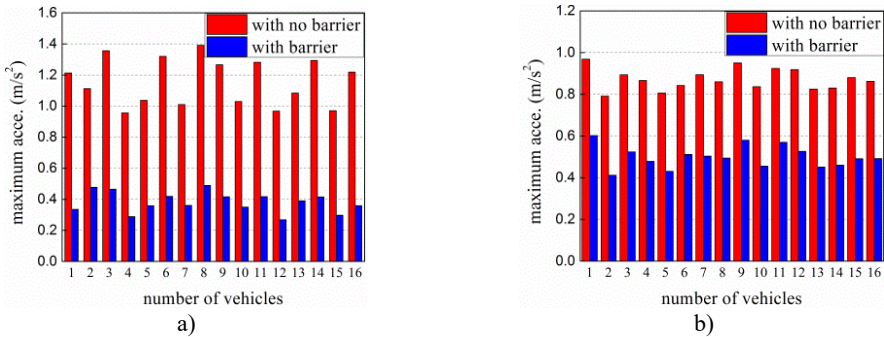 with no barrier
with barrier
maximum acce. (m/s²)
1.6
1.4
1.2
1.0
0.8
0.6
0.4
0.2
0.0
1 2 3 4 5 6 7 8 9 10 11 12 13 14 15 16
number of vehicles
a)
with no barrier
with barrier
maximum acce. (m/s²)
1.2
1.0
0.8
0.6
0.4
0.2
0.0
1 2 3 4 5 6 7 8 9 10 11 12 13 14 15 16
number of vehicles
b)